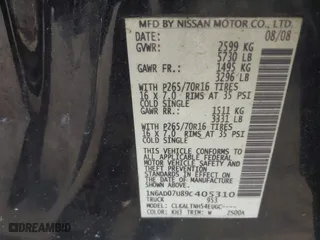 MFD BY NISSAN MOTOR CO., LTD.
DATE: 08/08
GVWR: 2599 KG
5730 LB
GAWR FR.: 1495 KG
3296 LB
WITH P265/70R16 TIRES
16 X 7.0 RIMS AT 35 PSI
COLD SINGLE
GAWR RR.: 1511 KG
3331 LB
WITH P265/70R16 TIRES
16 X 7.0 RIMS AT 35 PSI
COLD SINGLE
THIS VEHICLE CONFORMS TO ALL
APPLICABLE FEDERAL MOTOR VEHICLE
SAFETY STANDARDS IN EFFECT ON THE
DATE OF MANUFACTURE SHOWN ABOVE.
1N6AD07U89C405310
TRUCK 953
MODEL:
COLOR: KH3 TRIM: W